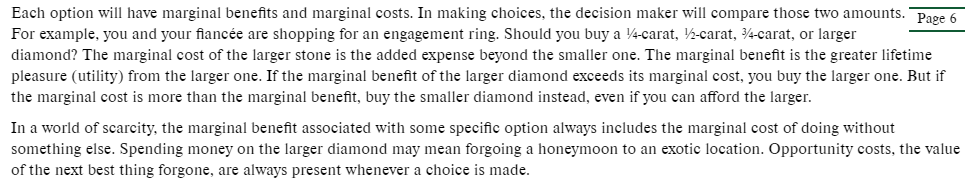 Each option will have marginal benefits and marginal costs. In making choices, the decision maker will compare those two amounts.
Page 6
For example, you and your fiancée are shopping for an engagement ring. Should you buy a ¼-carat, ½-carat, ¾-carat, or larger
diamond? The marginal cost of the larger stone is the added expense beyond the smaller one. The marginal benefit is the greater lifetime
pleasure (utility) from the larger one. If the marginal benefit of the larger diamond exceeds its marginal cost, you buy the larger one. But if
the marginal cost is more than the marginal benefit, buy the smaller diamond instead, even if you can afford the larger.
In a world of scarcity, the marginal benefit associated with some specific option always includes the marginal cost of doing without
something else. Spending money on the larger diamond may mean forgoing a honeymoon to an exotic location. Opportunity costs, the value
of the next best thing forgone, are always present whenever a choice is made.